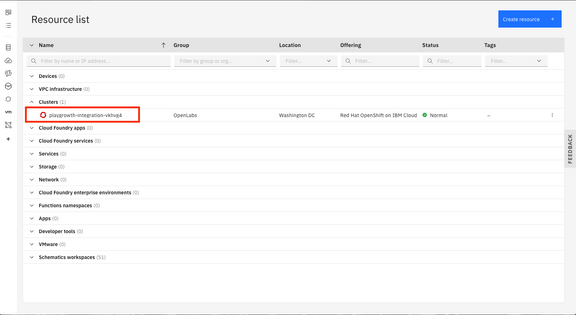 Resource list
Create resource +
Name Group Location Offering Status Tags
Filter by name or IP address... Filter by group or org... Filter... Filter... Filter... Filter...
Devices (0)
VPC infrastructure (0)
Clusters (1)
OpenLabs Washington DC Red Hat OpenShift on IBM Cloud Normal –
Cloud Foundry apps (0)
Cloud Foundry services (0)
Services (0)
Storage (0)
Network (0)
Cloud Foundry enterprise environments (0)
Functions namespaces (0)
Apps (0)
Developer tools (0)
VMware (0)
Schematics workspaces (51)
vm
FEEDBACK